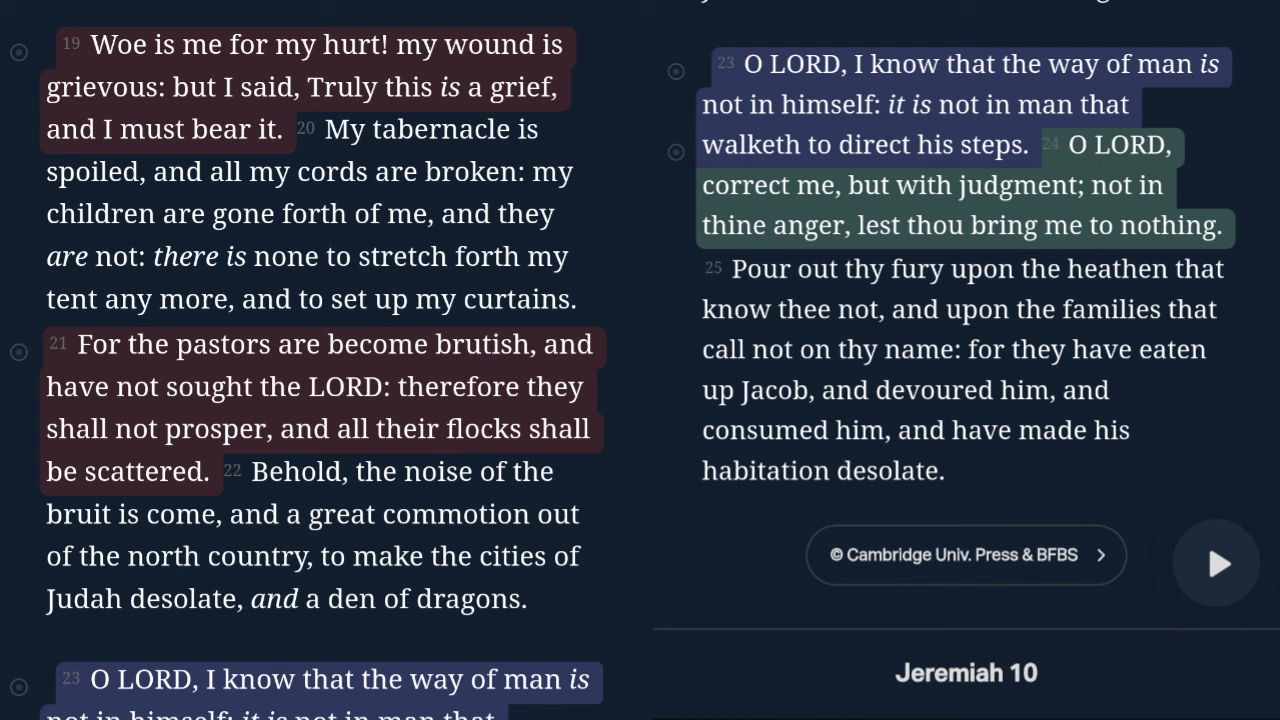 19 Woe is me for my hurt! my wound is
grievous: but I said, Truly this is a grief,
and I must bear it. 20 My tabernacle is
spoiled, and all my cords are broken: my
children are gone forth of me, and they
are not: there is none to stretch forth my
tent any more, and to set up my curtains.
21 For the pastors are become brutish, and
have not sought the LORD: therefore they
shall not prosper, and all their flocks shall
be scattered. 22 Behold, the noise of the
bruit is come, and a great commotion out
of the north country, to make the cities of
Judah desolate, and a den of dragons.
23 O LORD, I know that the way of man is
not in himself: it is not in man that
23 O LORD, I know that the way of man is
not in himself: it is not in man that
walketh to direct his steps. 24 O LORD,
correct me, but with judgment; not in
thine anger, lest thou bring me to nothing.
25 Pour out thy fury upon the heathen that
know thee not, and upon the families that
call not on thy name: for they have eaten
up Jacob, and devoured him, and
consumed him, and have made his
habitation desolate.
© Cambridge Univ. Press & BFBS
Jeremiah 10